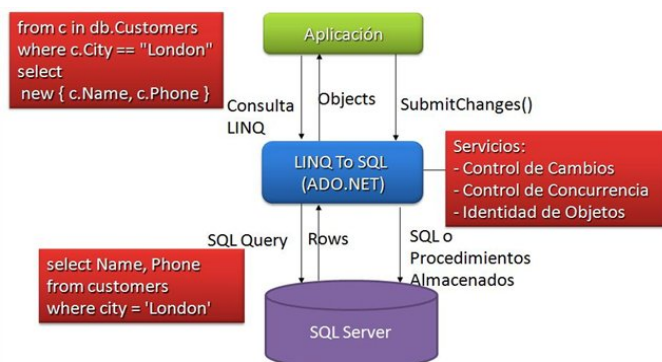 from c in db.Customers
where c.City == "London"
select
new { c.Name, c.Phone }
Aplicación
Consulta
LINQ
Objects
SubmitChanges()
LINQ To SQL
(ADO.NET)
Servicios:
- Control de Cambios
- Control de Concurrencia
- Identidad de Objetos
SQL Query
Rows
SQL o
Procedimientos
Almacenados
select Name, Phone
from customers
where city = 'London'
SQL Server